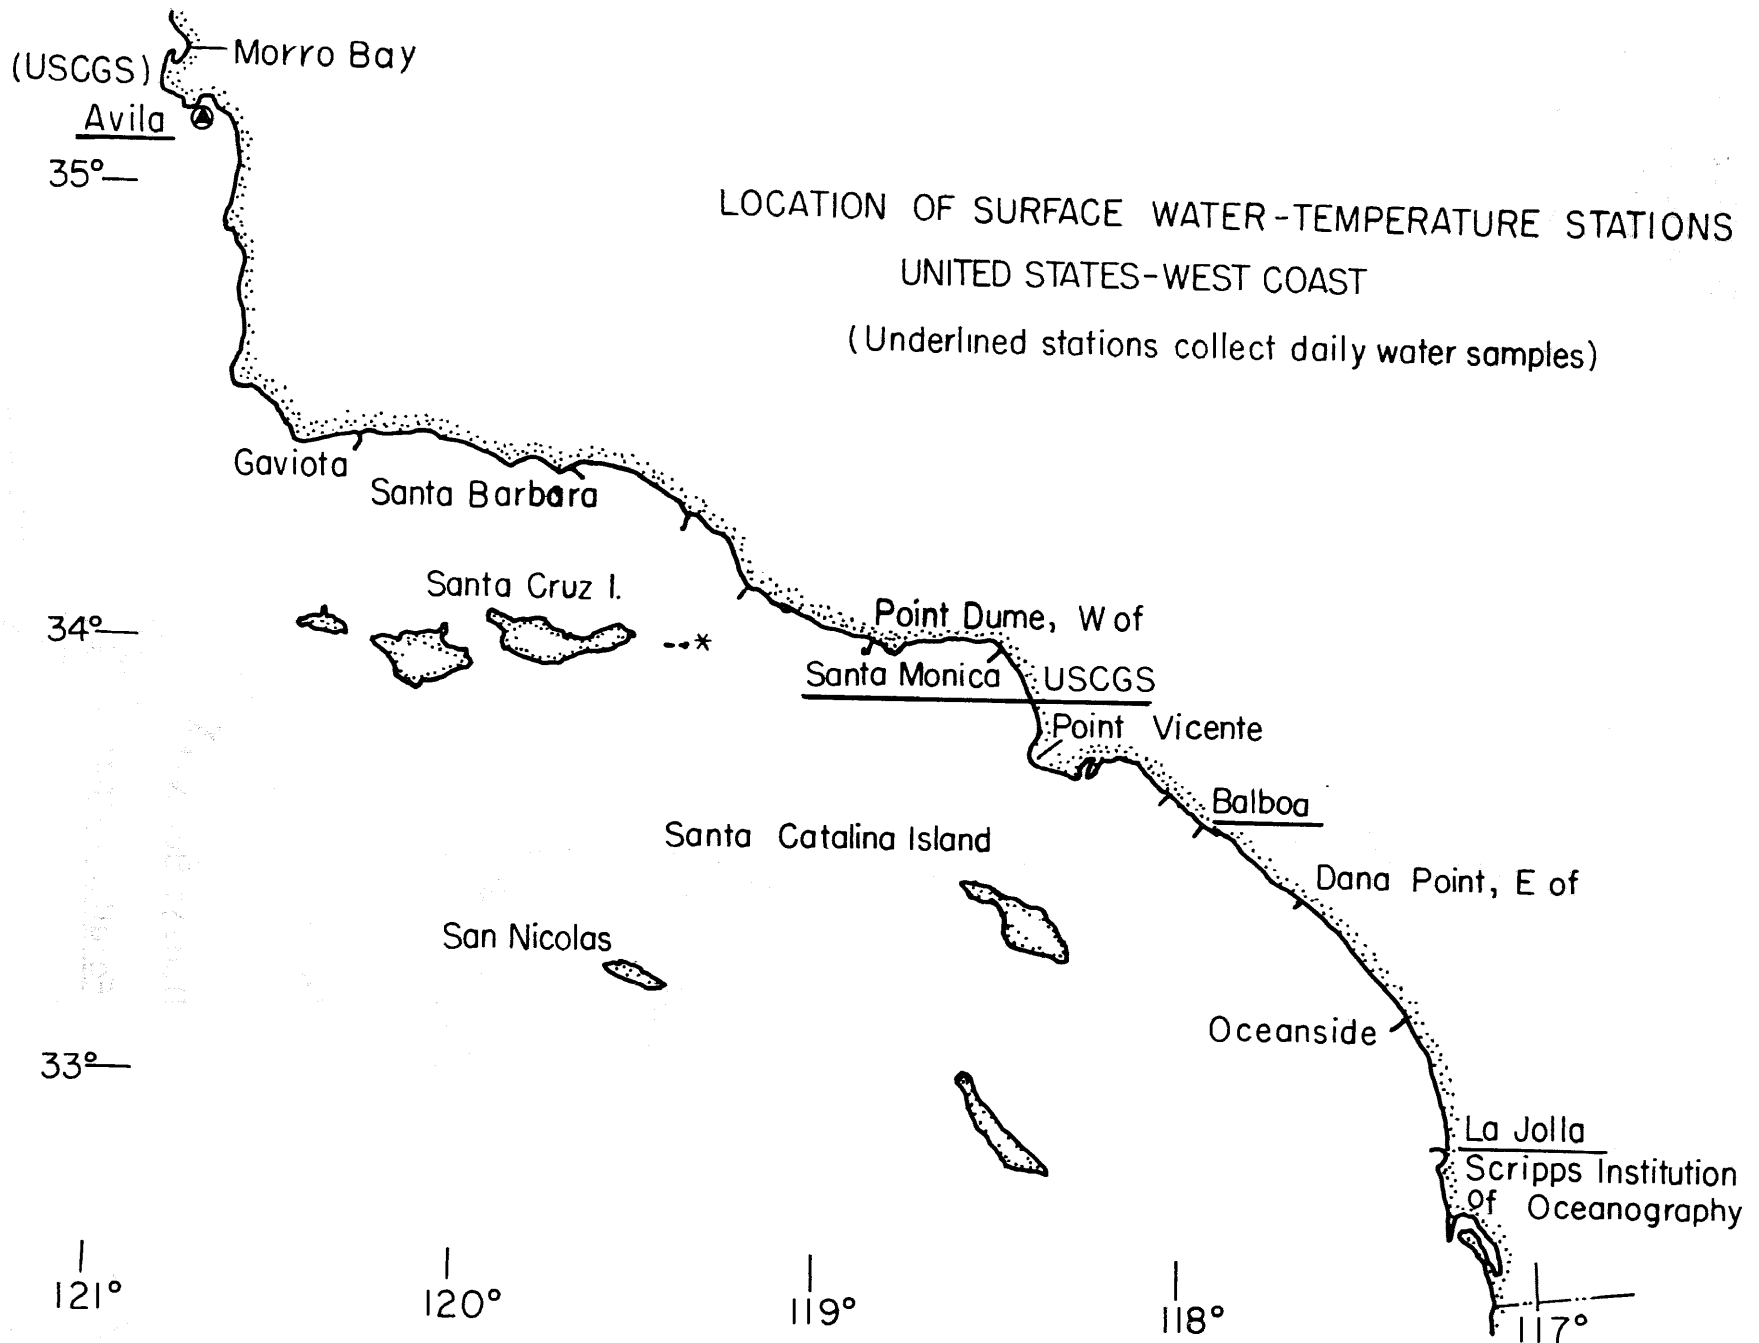 Morro Bay
(USCGS)
Avila
35°
LOCATION OF SURFACE WATER-TEMPERATURE STATIONS
UNITED STATES-WEST COAST
(Underlined stations collect daily water samples)
Gaviota
Santa Barbara
Santa Cruz I.
34°
*
Point Dume, W of
Santa Monica USCGS
Point Vicente
Balboa
Santa Catalina Island
Dana Point, E of
San Nicolas
Oceanside
33°
La Jolla
Scripps Institution
of Oceanography
121°
120°
119°
118°
117°